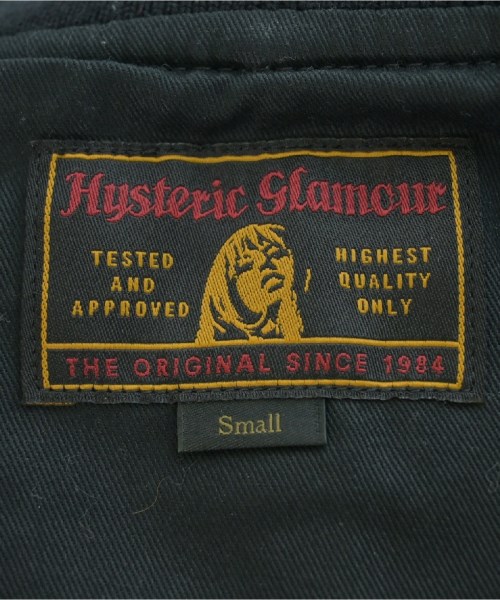 Hysteric Glamour
TESTED
AND
APPROVED
HIGHEST
QUALITY
ONLY
THE ORIGINAL SINCE 1984
Small